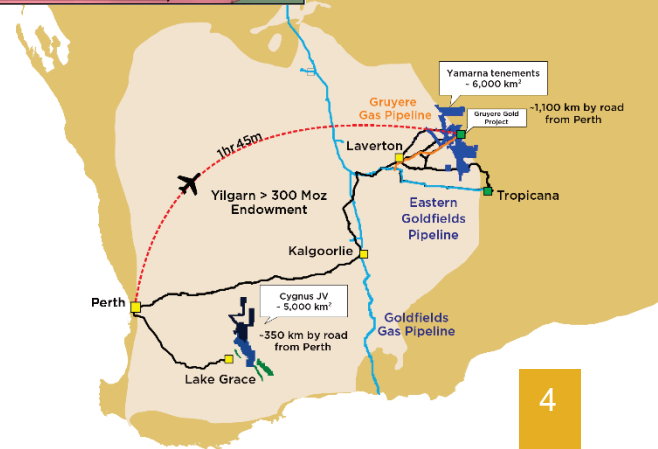 Yamarna tenements
~ 6,000 km²
Gruyere
Gas Pipeline
Gruyere Gold
Project
~1,100 km by road
from Perth
1hr45m
Laverton
Yilgarn > 300 Moz
Endowment
Tropicana
Eastern
Goldfields
Pipeline
Kalgoorlie
Perth
Cygnus JV
~ 5,000 km²
~350 km by road
from Perth
Goldfields
Gas Pipeline
Lake Grace
4